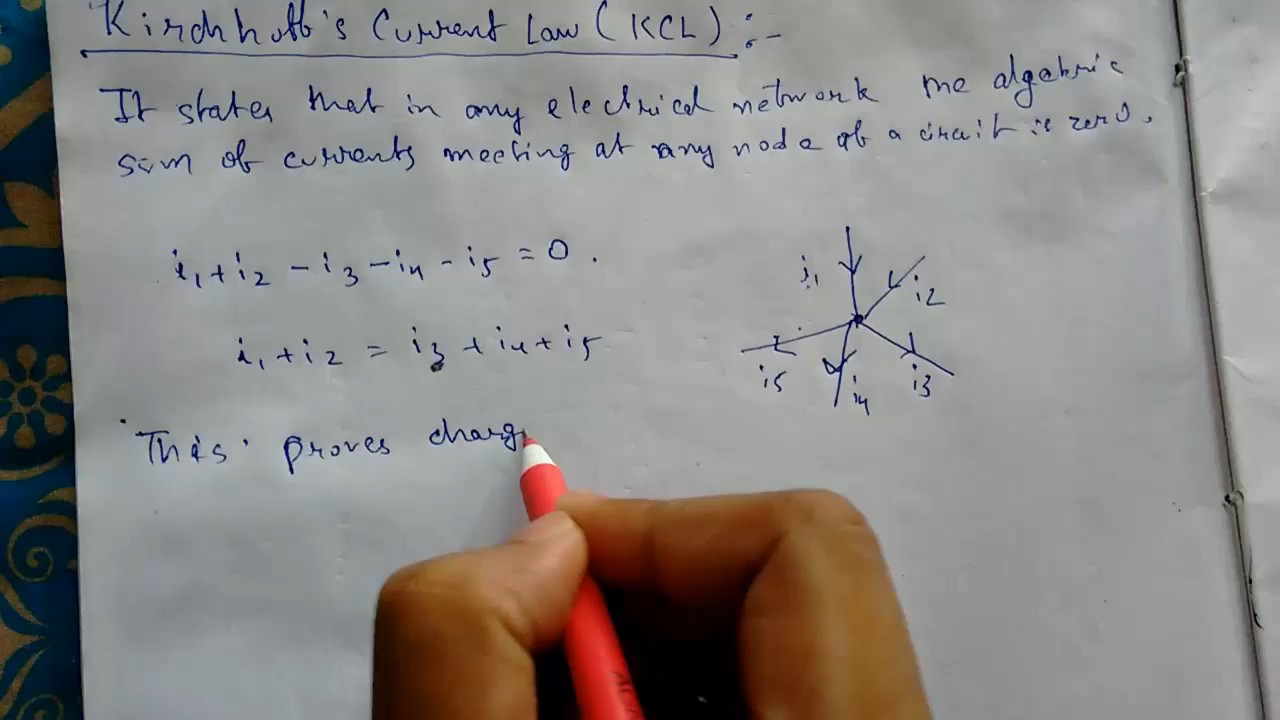 Kirchhoff's Current Law (KCL) :-
It states that in any electrical network the algebraic
sum of currents meeting at any node of a circuit is zero.
i₁ + i₂ - i₃ - i₄ - i₅ = 0.
i₁ + i₂ = i₃ + i₄ + i₅
i₁
i₂
i₅
i₄
i₃
This proves charg